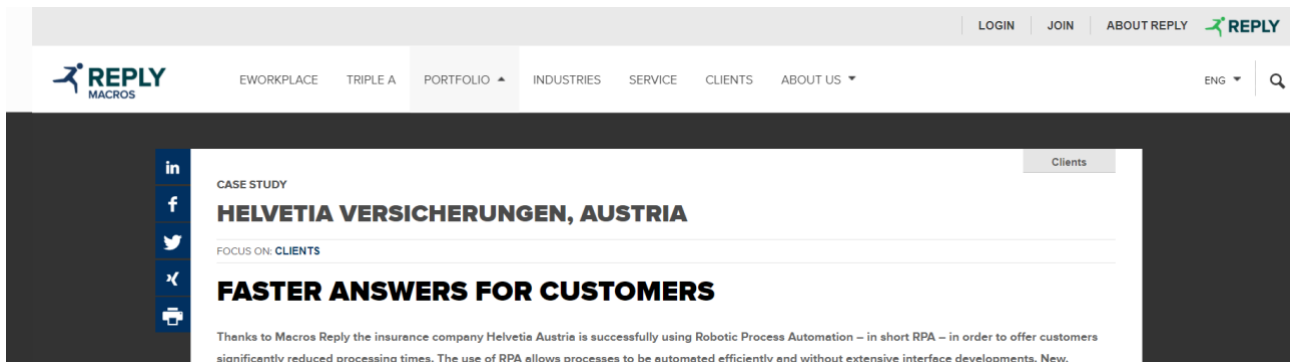 LOGIN JOIN ABOUT REPLY REPLY
REPLY
MACROS
EWORKPLACE TRIPLE A PORTFOLIO INDUSTRIES SERVICE CLIENTS ABOUT US ENG
Clients
in
f
CASE STUDY
HELVETIA VERSICHERUNGEN, AUSTRIA
FOCUS ON: CLIENTS
FASTER ANSWERS FOR CUSTOMERS
Thanks to Macros Reply the insurance company Helvetia Austria is successfully using Robotic Process Automation – in short RPA – in order to offer customers
significantly reduced processing times. The use of RPA allows processes to be automated efficiently and without extensive interface developments. New,